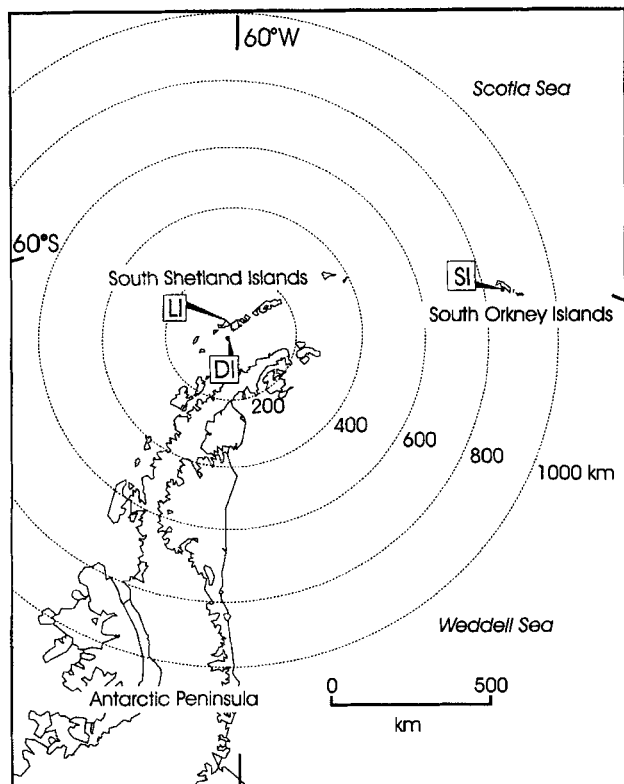 60°W
Scotia Sea
60°S
South Shetland Islands
SI
LI
South Orkney Islands
DI
200
400
600
800
1000 km
Weddell Sea
Antarctic Peninsula
0 500
km